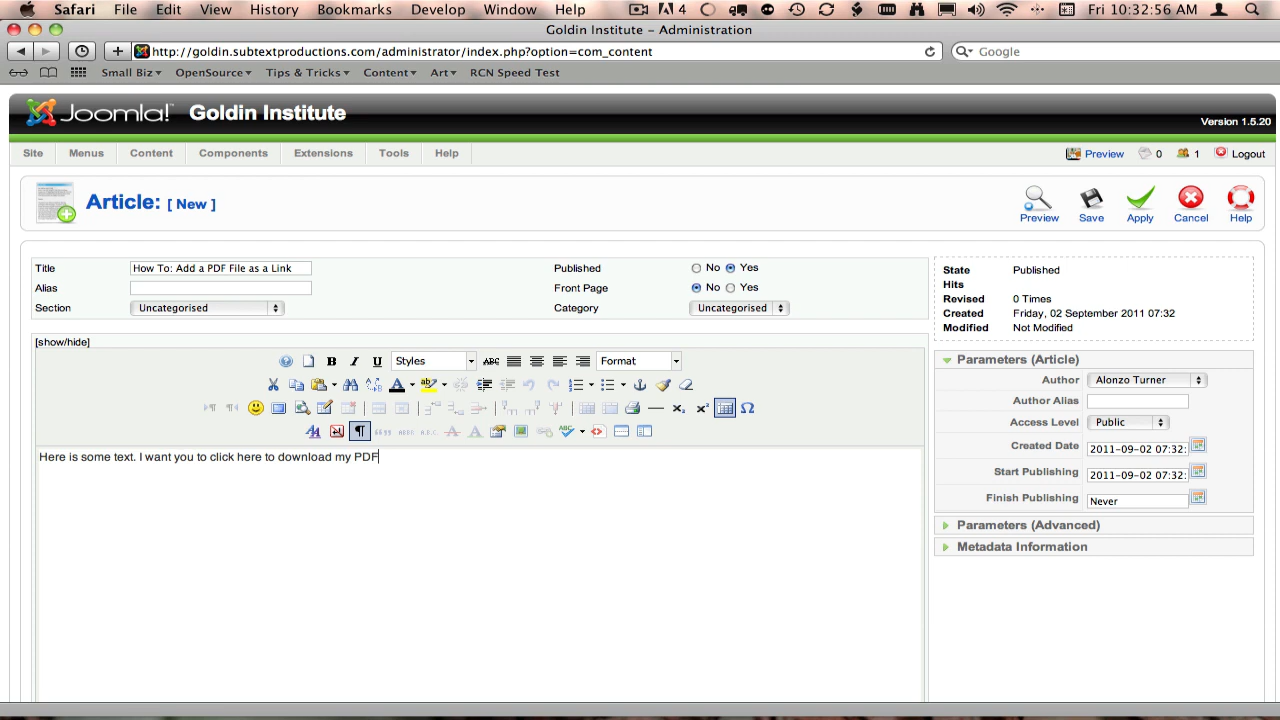 Safari File Edit View History Bookmarks Develop Window Help 4 Fri 10:32:56 AM
Goldin Institute - Administration
http://goldin.subtextproductions.com/administrator/index.php?option=com_content Google
Small Biz OpenSource Tips & Tricks Content Art RCN Speed Test
Joomla! Goldin Institute
Version 1.5.20
Site Menus Content Components Extensions Tools Help Preview 0 1 Logout
Article: [ New ]
Preview Save Apply Cancel Help
Title How To: Add a PDF File as a Link Published No Yes
Alias Front Page No Yes
Section Uncategorised Category Uncategorised
State Published
Hits
Revised 0 Times
Created Friday, 02 September 2011 07:32
Modified Not Modified
[show/hide]
B I U Styles ABC Format
Here is some text. I want you to click here to download my PDF
Parameters (Article)
Author Alonzo Turner
Author Alias
Access Level Public
Created Date 2011-09-02 07:32:
Start Publishing 2011-09-02 07:32:
Finish Publishing Never
Parameters (Advanced)
Metadata Information